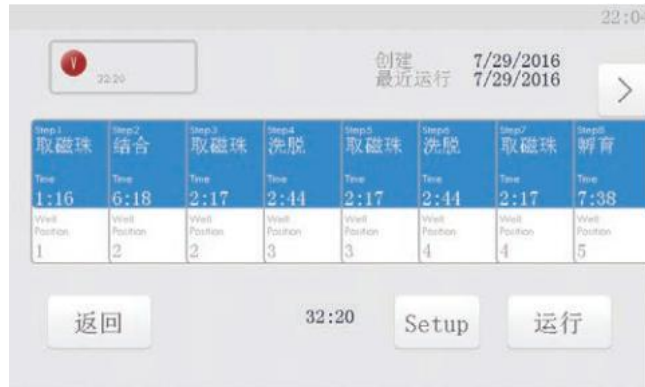 22:0
V
32:20
创建 7/29/2016
最近运行 7/29/2016
>
Step1 Step2 Step3 Step4 Step5 Step6 Step7 Step8
取磁珠 结合 取磁珠 洗脱 取磁珠 洗脱 取磁珠 孵育
Time Time Time Time Time Time Time Time
1:16 6:18 2:17 2:44 2:17 2:44 2:17 7:38
Well Well Well Well Well Well Well Well
Position Position Position Position Position Position Position Position
1 2 2 3 3 4 4 5
返回 32:20 Setup 运行